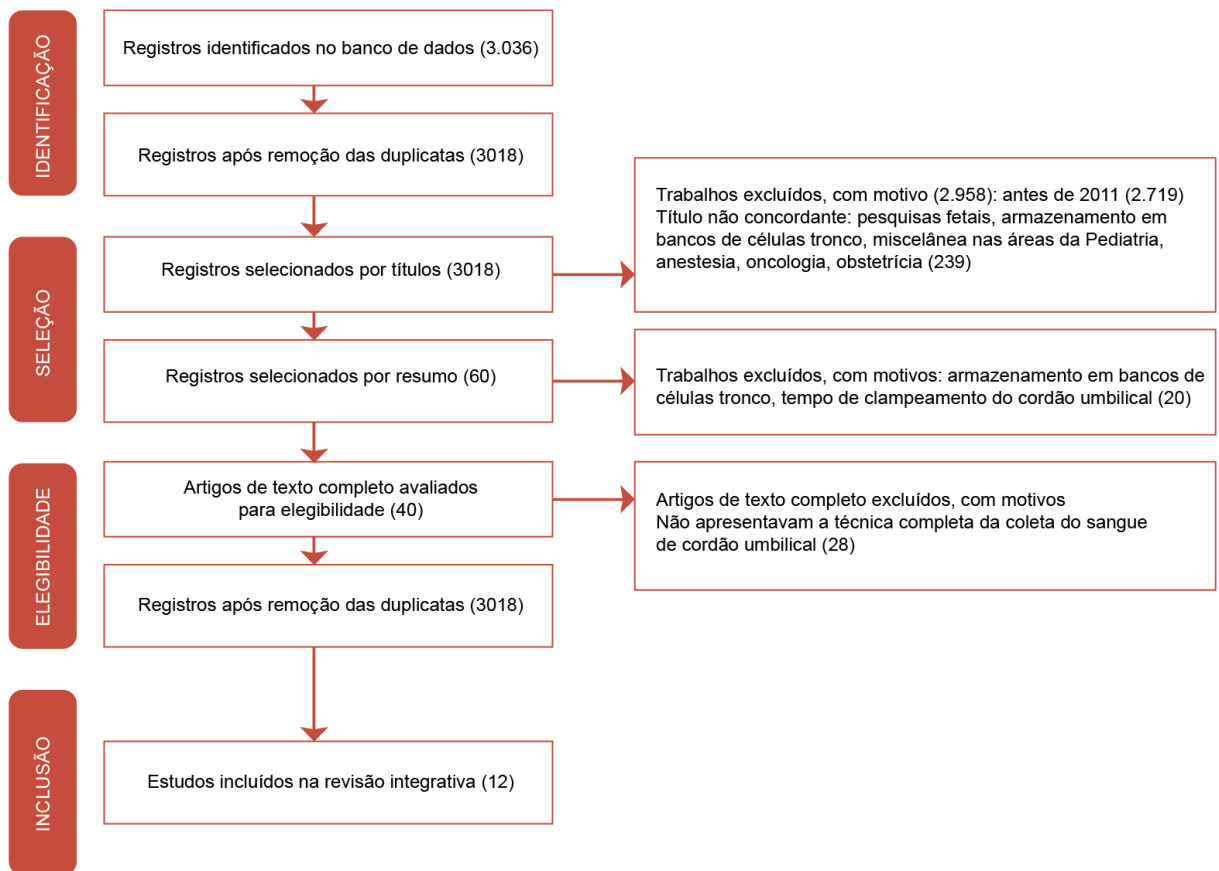 IDENTIFICAÇÃO
Registros identificados no banco de dados (3.036)
Registros após remoção das duplicatas (3018)
SELEÇÃO
Registros selecionados por títulos (3018)
Trabalhos excluídos, com motivo (2.958): antes de 2011 (2.719)
Título não concordante: pesquisas fetais, armazenamento em
bancos de células tronco, miscelânea nas áreas da Pediatria,
anestesia, oncologia, obstetrícia (239)
Registros selecionados por resumo (60)
Trabalhos excluídos, com motivos: armazenamento em bancos de
células tronco, tempo de clampeamento do cordão umbilical (20)
ELEGIBILIDADE
Artigos de texto completo avaliados
para elegibilidade (40)
Artigos de texto completo excluídos, com motivos
Não apresentavam a técnica completa da coleta do sangue
de cordão umbilical (28)
Registros após remoção das duplicatas (3018)
INCLUSÃO
Estudos incluídos na revisão integrativa (12)